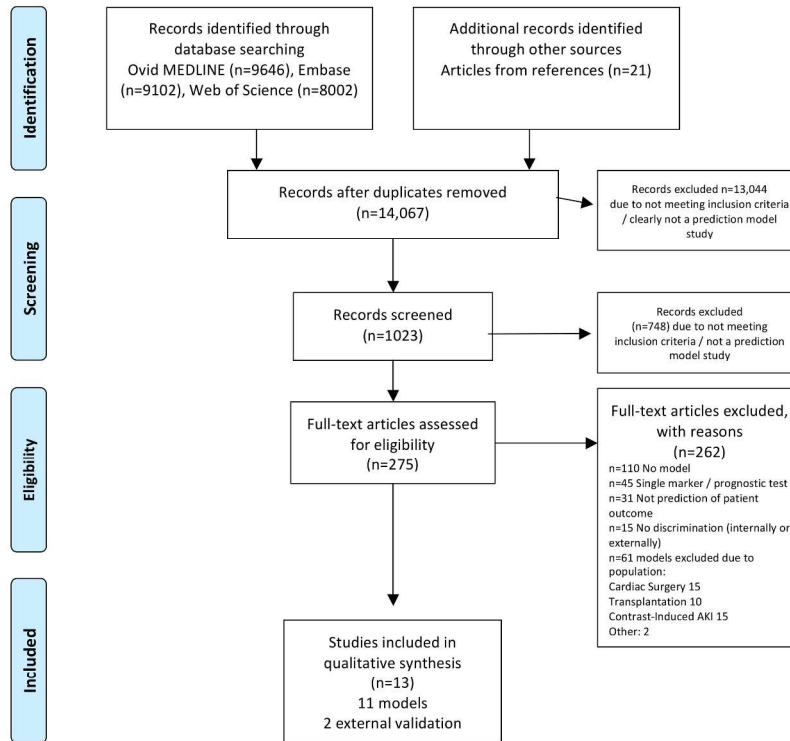 Identification
Records identified through
database searching
Ovid MEDLINE (n=9646), Embase
(n=9102), Web of Science (n=8002)
Additional records identified
through other sources
Articles from references (n=21)
Records after duplicates removed
(n=14,067)
Records excluded n=13,044
due to not meeting inclusion criteria
/ clearly not a prediction model
study
Screening
Records screened
(n=1023)
Records excluded
(n=748) due to not meeting
inclusion criteria / not a prediction
model study
Eligibility
Full-text articles assessed
for eligibility
(n=275)
Full-text articles excluded,
with reasons
(n=262)
n=110 No model
n=45 Single marker / prognostic test
n=31 Not prediction of patient
outcome
n=15 No discrimination (internally or
externally)
n=61 models excluded due to
population:
Cardiac Surgery 15
Transplantation 10
Contrast-Induced AKI 15
Other: 2
Included
Studies included in
qualitative synthesis
(n=13)
11 models
2 external validation